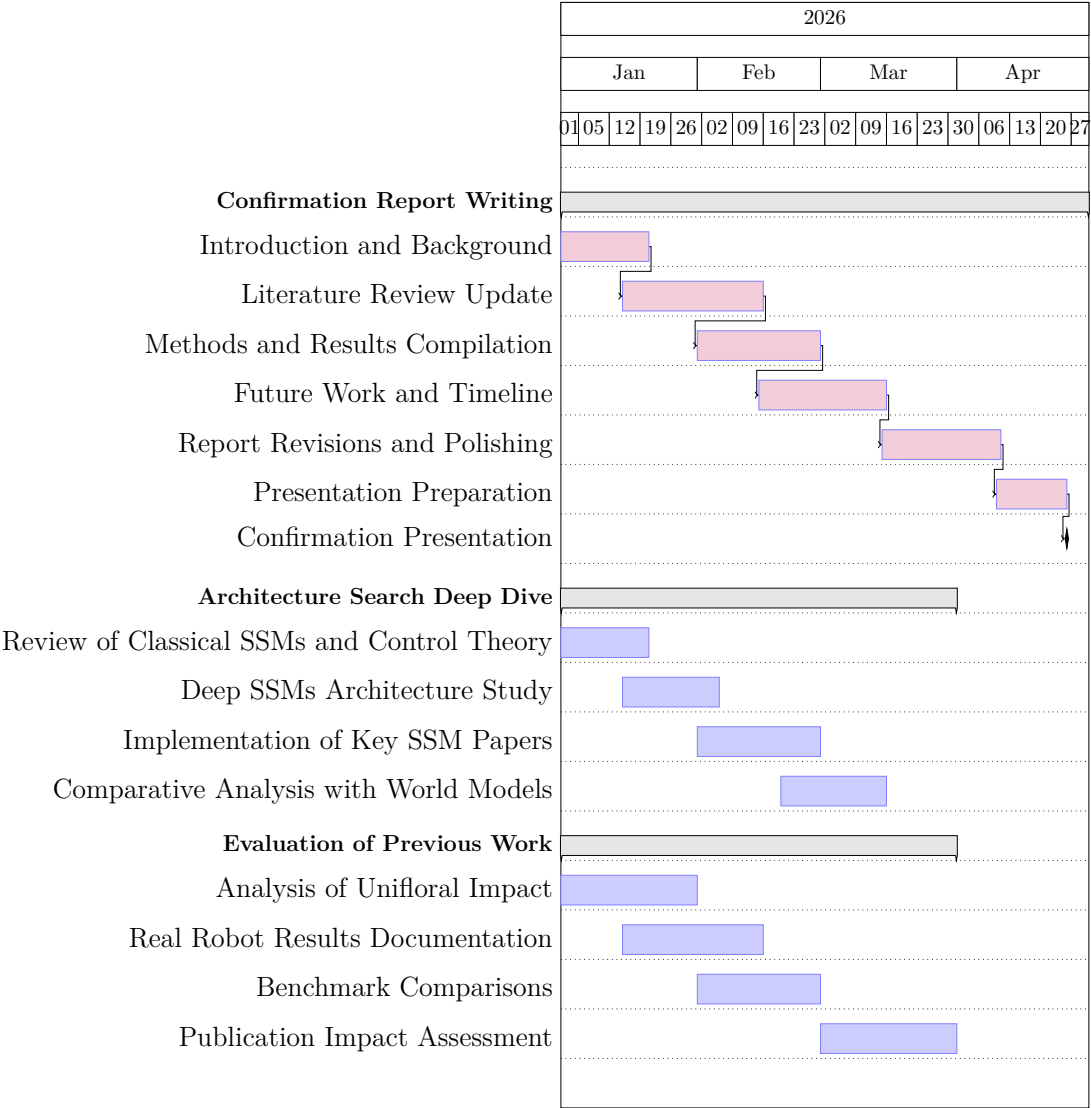 2026
Jan Feb Mar Apr
01 05 12 19 26 02 09 16 23 02 09 16 23 30 06 13 20 27
Confirmation Report Writing
Introduction and Background
Literature Review Update
Methods and Results Compilation
Future Work and Timeline
Report Revisions and Polishing
Presentation Preparation
Confirmation Presentation
Architecture Search Deep Dive
Review of Classical SSMs and Control Theory
Deep SSMs Architecture Study
Implementation of Key SSM Papers
Comparative Analysis with World Models
Evaluation of Previous Work
Analysis of Unifloral Impact
Real Robot Results Documentation
Benchmark Comparisons
Publication Impact Assessment